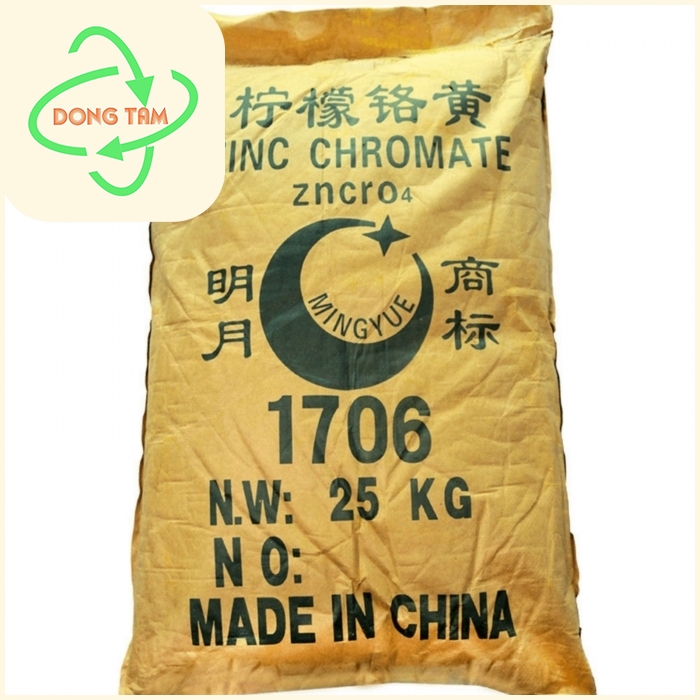 DONG TAM
柠檬铬黄
ZINC CHROMATE
zncro4
明月
商标
MINGYUE
1706
N.W: 25 KG
N O:
MADE IN CHINA